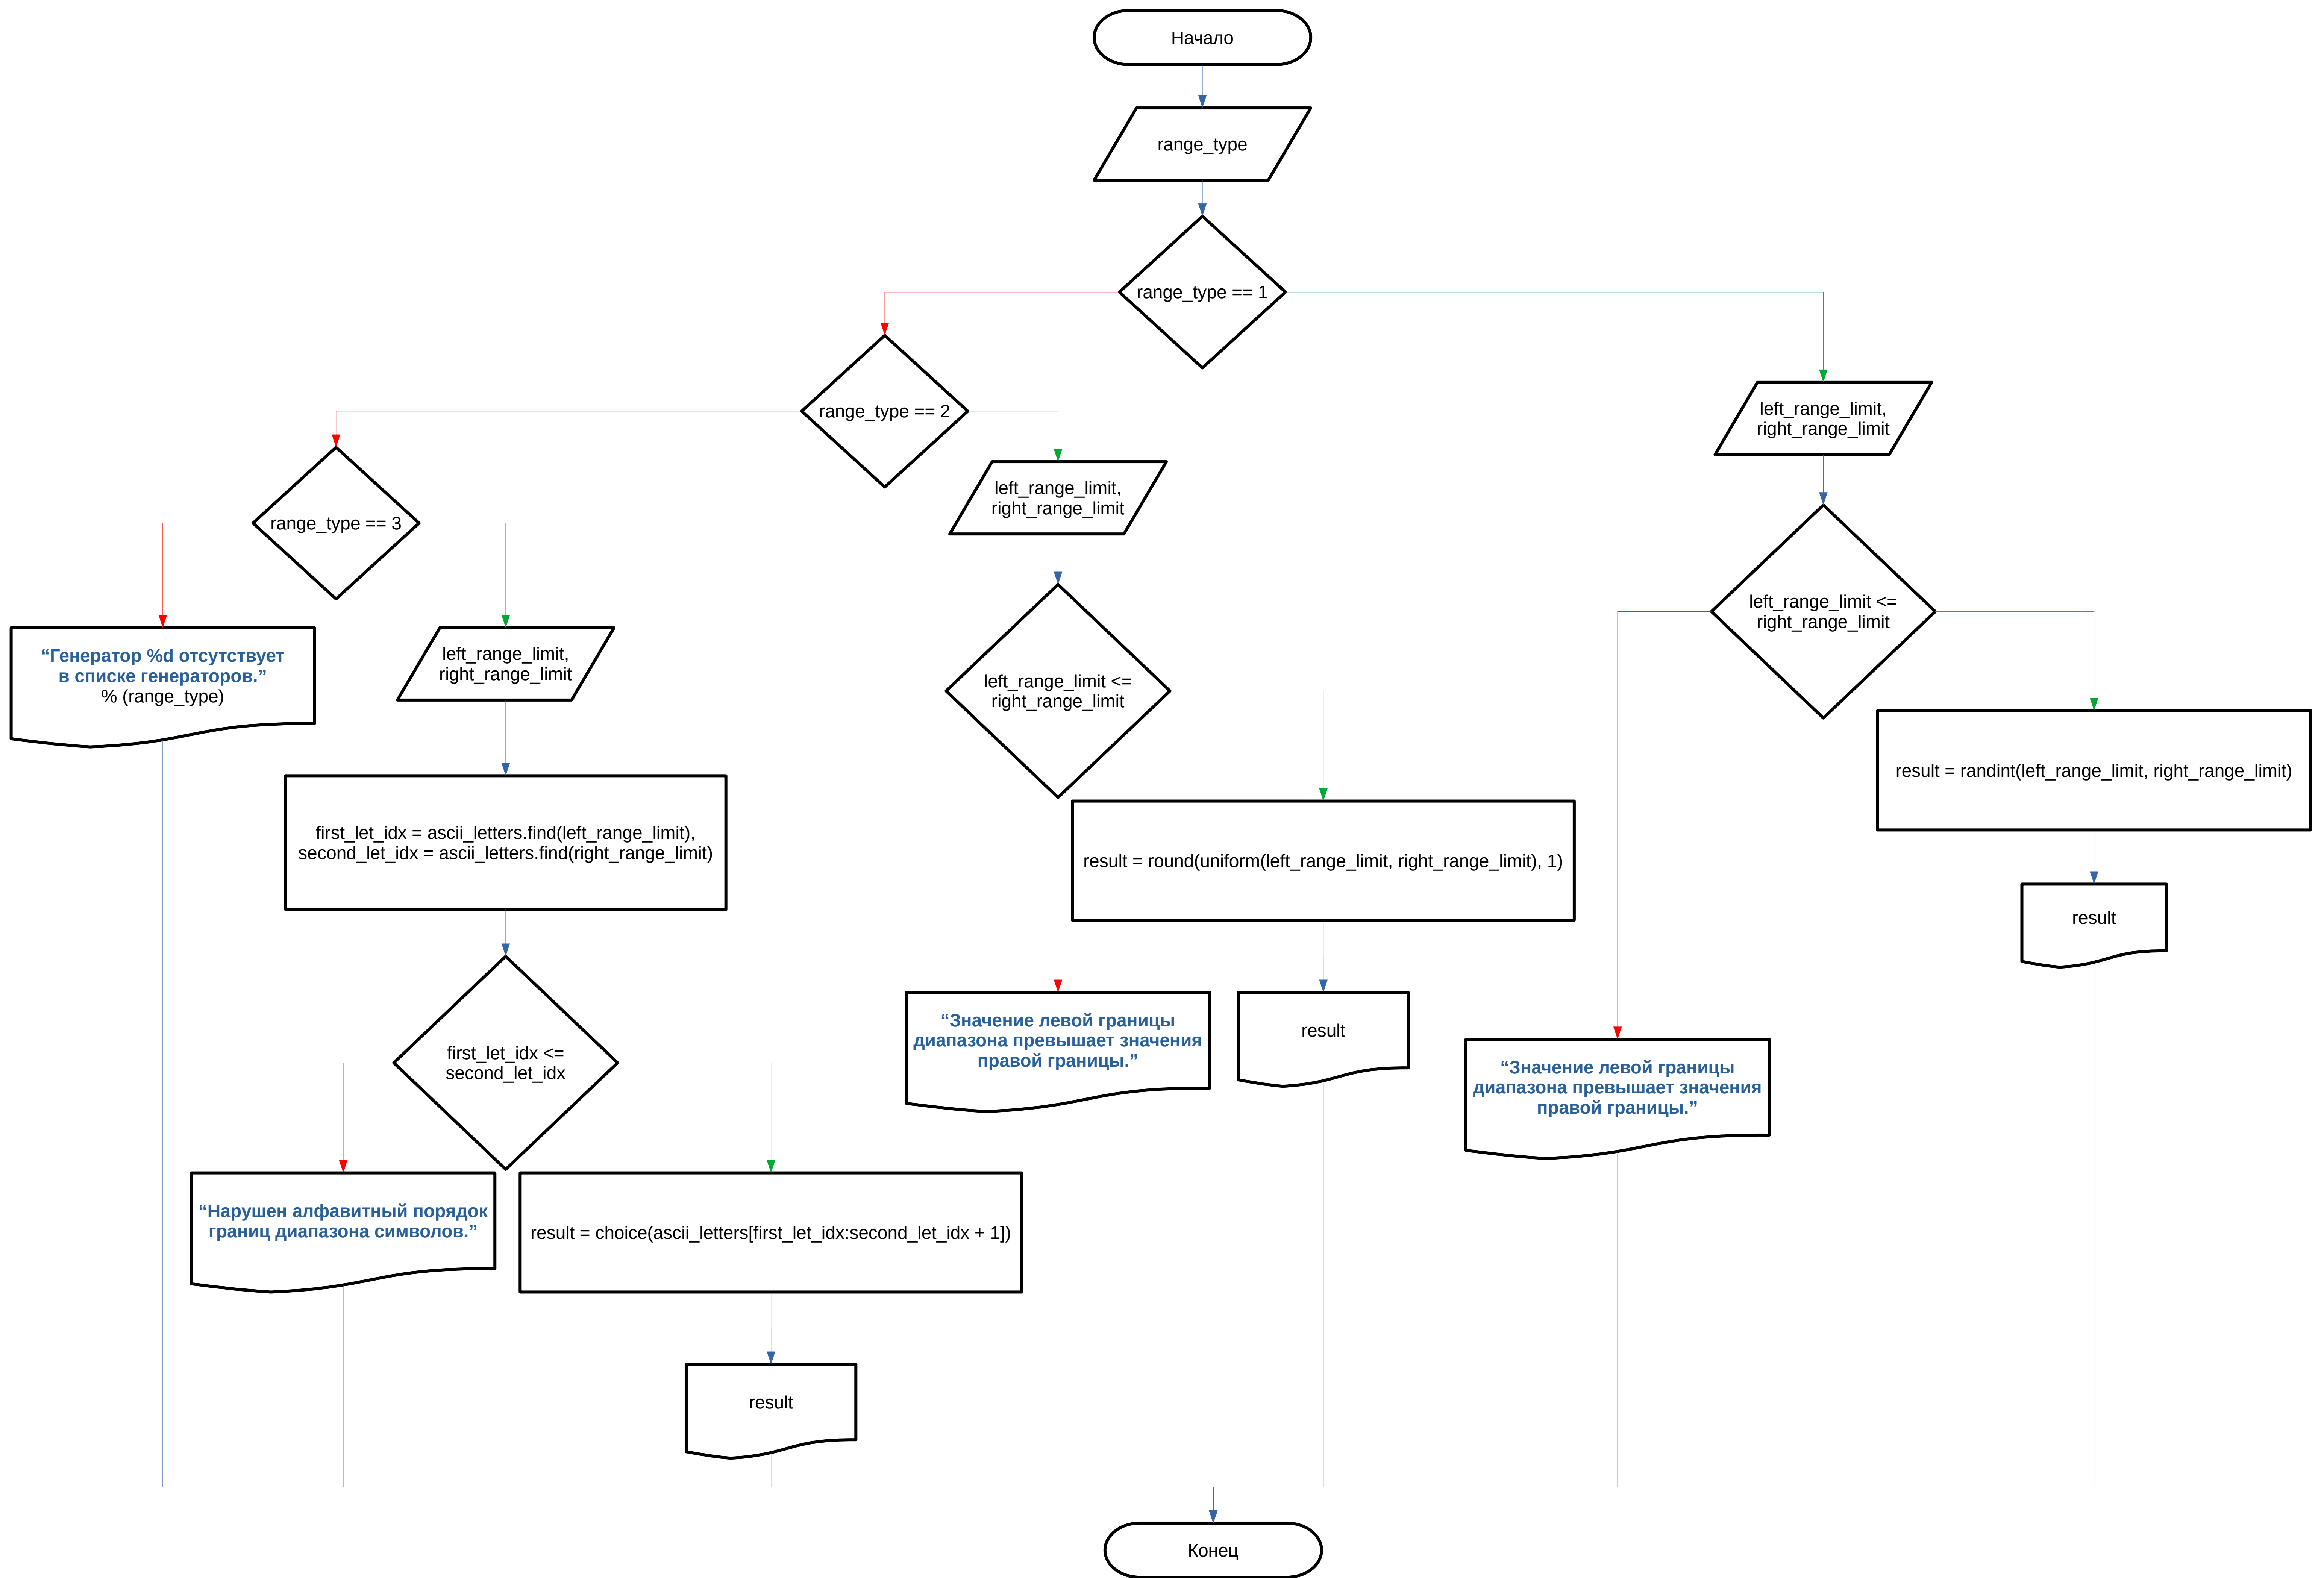 Начало
range_type
range_type == 1
range_type == 2
left_range_limit,
right_range_limit
left_range_limit,
right_range_limit
range_type == 3
left_range_limit <=
right_range_limit
“Генератор %d отсутствует
в списке генераторов.”
% (range_type)
left_range_limit,
right_range_limit
left_range_limit <=
right_range_limit
result = randint(left_range_limit, right_range_limit)
first_let_idx = ascii_letters.find(left_range_limit),
second_let_idx = ascii_letters.find(right_range_limit)
result = round(uniform(left_range_limit, right_range_limit), 1)
result
“Значение левой границы
диапазона превышает значения
правой границы.”
result
first_let_idx <=
second_let_idx
“Значение левой границы
диапазона превышает значения
правой границы.”
“Нарушен алфавитный порядок
границ диапазона символов.”
result = choice(ascii_letters[first_let_idx:second_let_idx + 1])
result
Конец